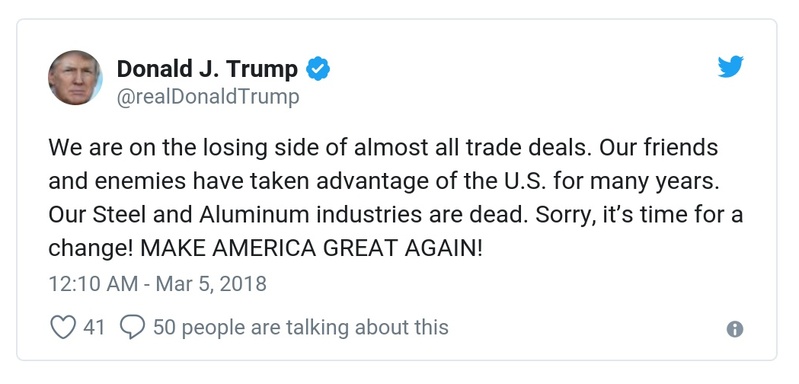 Donald J. Trump
@realDonaldTrump
We are on the losing side of almost all trade deals. Our friends
and enemies have taken advantage of the U.S. for many years.
Our Steel and Aluminum industries are dead. Sorry, it’s time for a
change! MAKE AMERICA GREAT AGAIN!
12:10 AM - Mar 5, 2018
41 50 people are talking about this